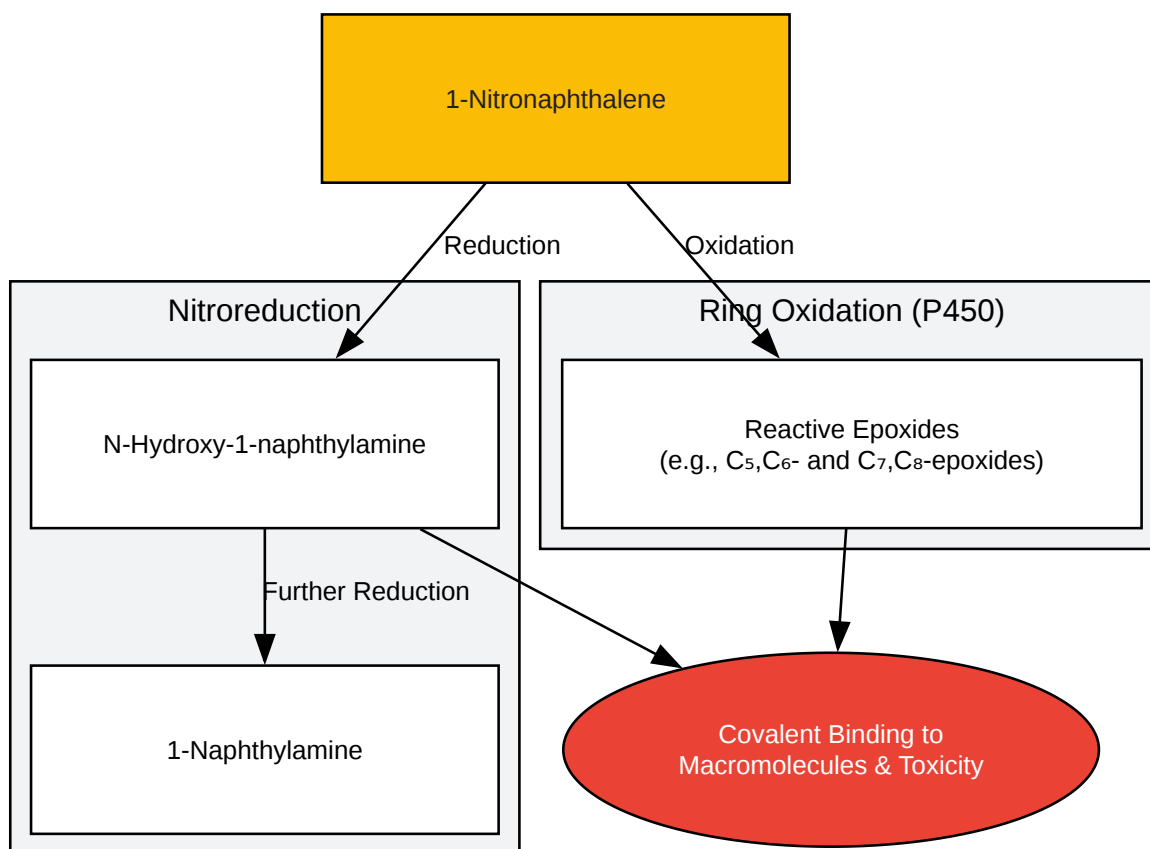 1-Nitronaphthalene
Reduction
Oxidation
Nitroreduction
Ring Oxidation (P450)
N-Hydroxy-1-naphthylamine
Reactive Epoxides
(e.g., C₅,C₆- and C₇,C₈-epoxides)
Further Reduction
1-Naphthylamine
Covalent Binding to
Macromolecules & Toxicity